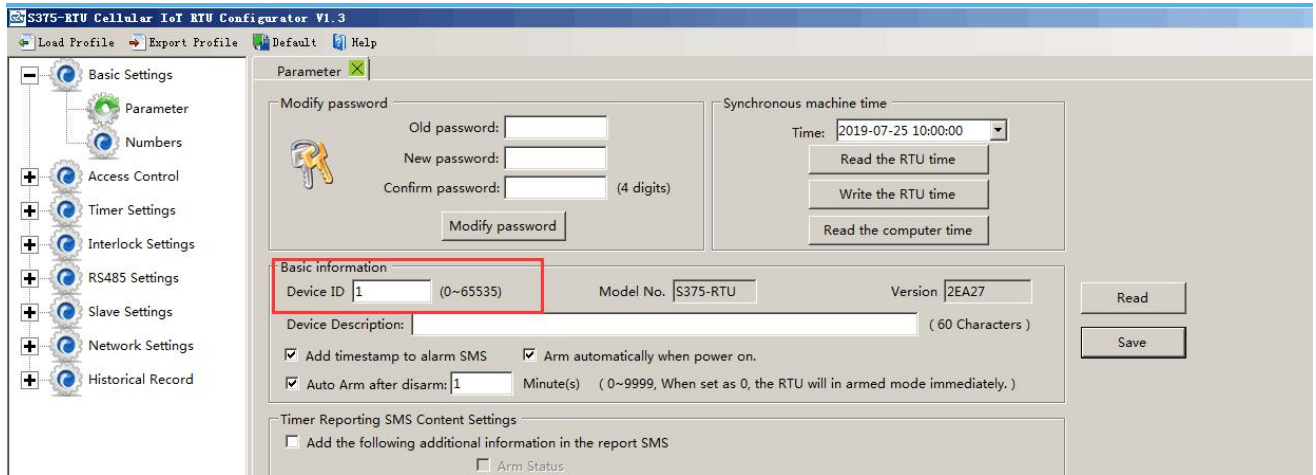 S375-RTU Cellular IoT RTU Configurator V1.3
Load Profile Export Profile Default Help
Basic Settings
Parameter
Numbers
Access Control
Timer Settings
Interlock Settings
RS485 Settings
Slave Settings
Network Settings
Historical Record
Parameter
Modify password
Old password:
New password:
Confirm password: (4 digits)
Modify password
Synchronous machine time
Time: 2019-07-25 10:00:00
Read the RTU time
Write the RTU time
Read the computer time
Basic information
Device ID 1 (0~65535) Model No. S375-RTU Version 2EA27
Device Description: ( 60 Characters )
Add timestamp to alarm SMS Arm automatically when power on.
Auto Arm after disarm: 1 Minute(s) ( 0~9999, When set as 0, the RTU will in armed mode immediately. )
Read
Save
Timer Reporting SMS Content Settings
Add the following additional information in the report SMS
Arm Status